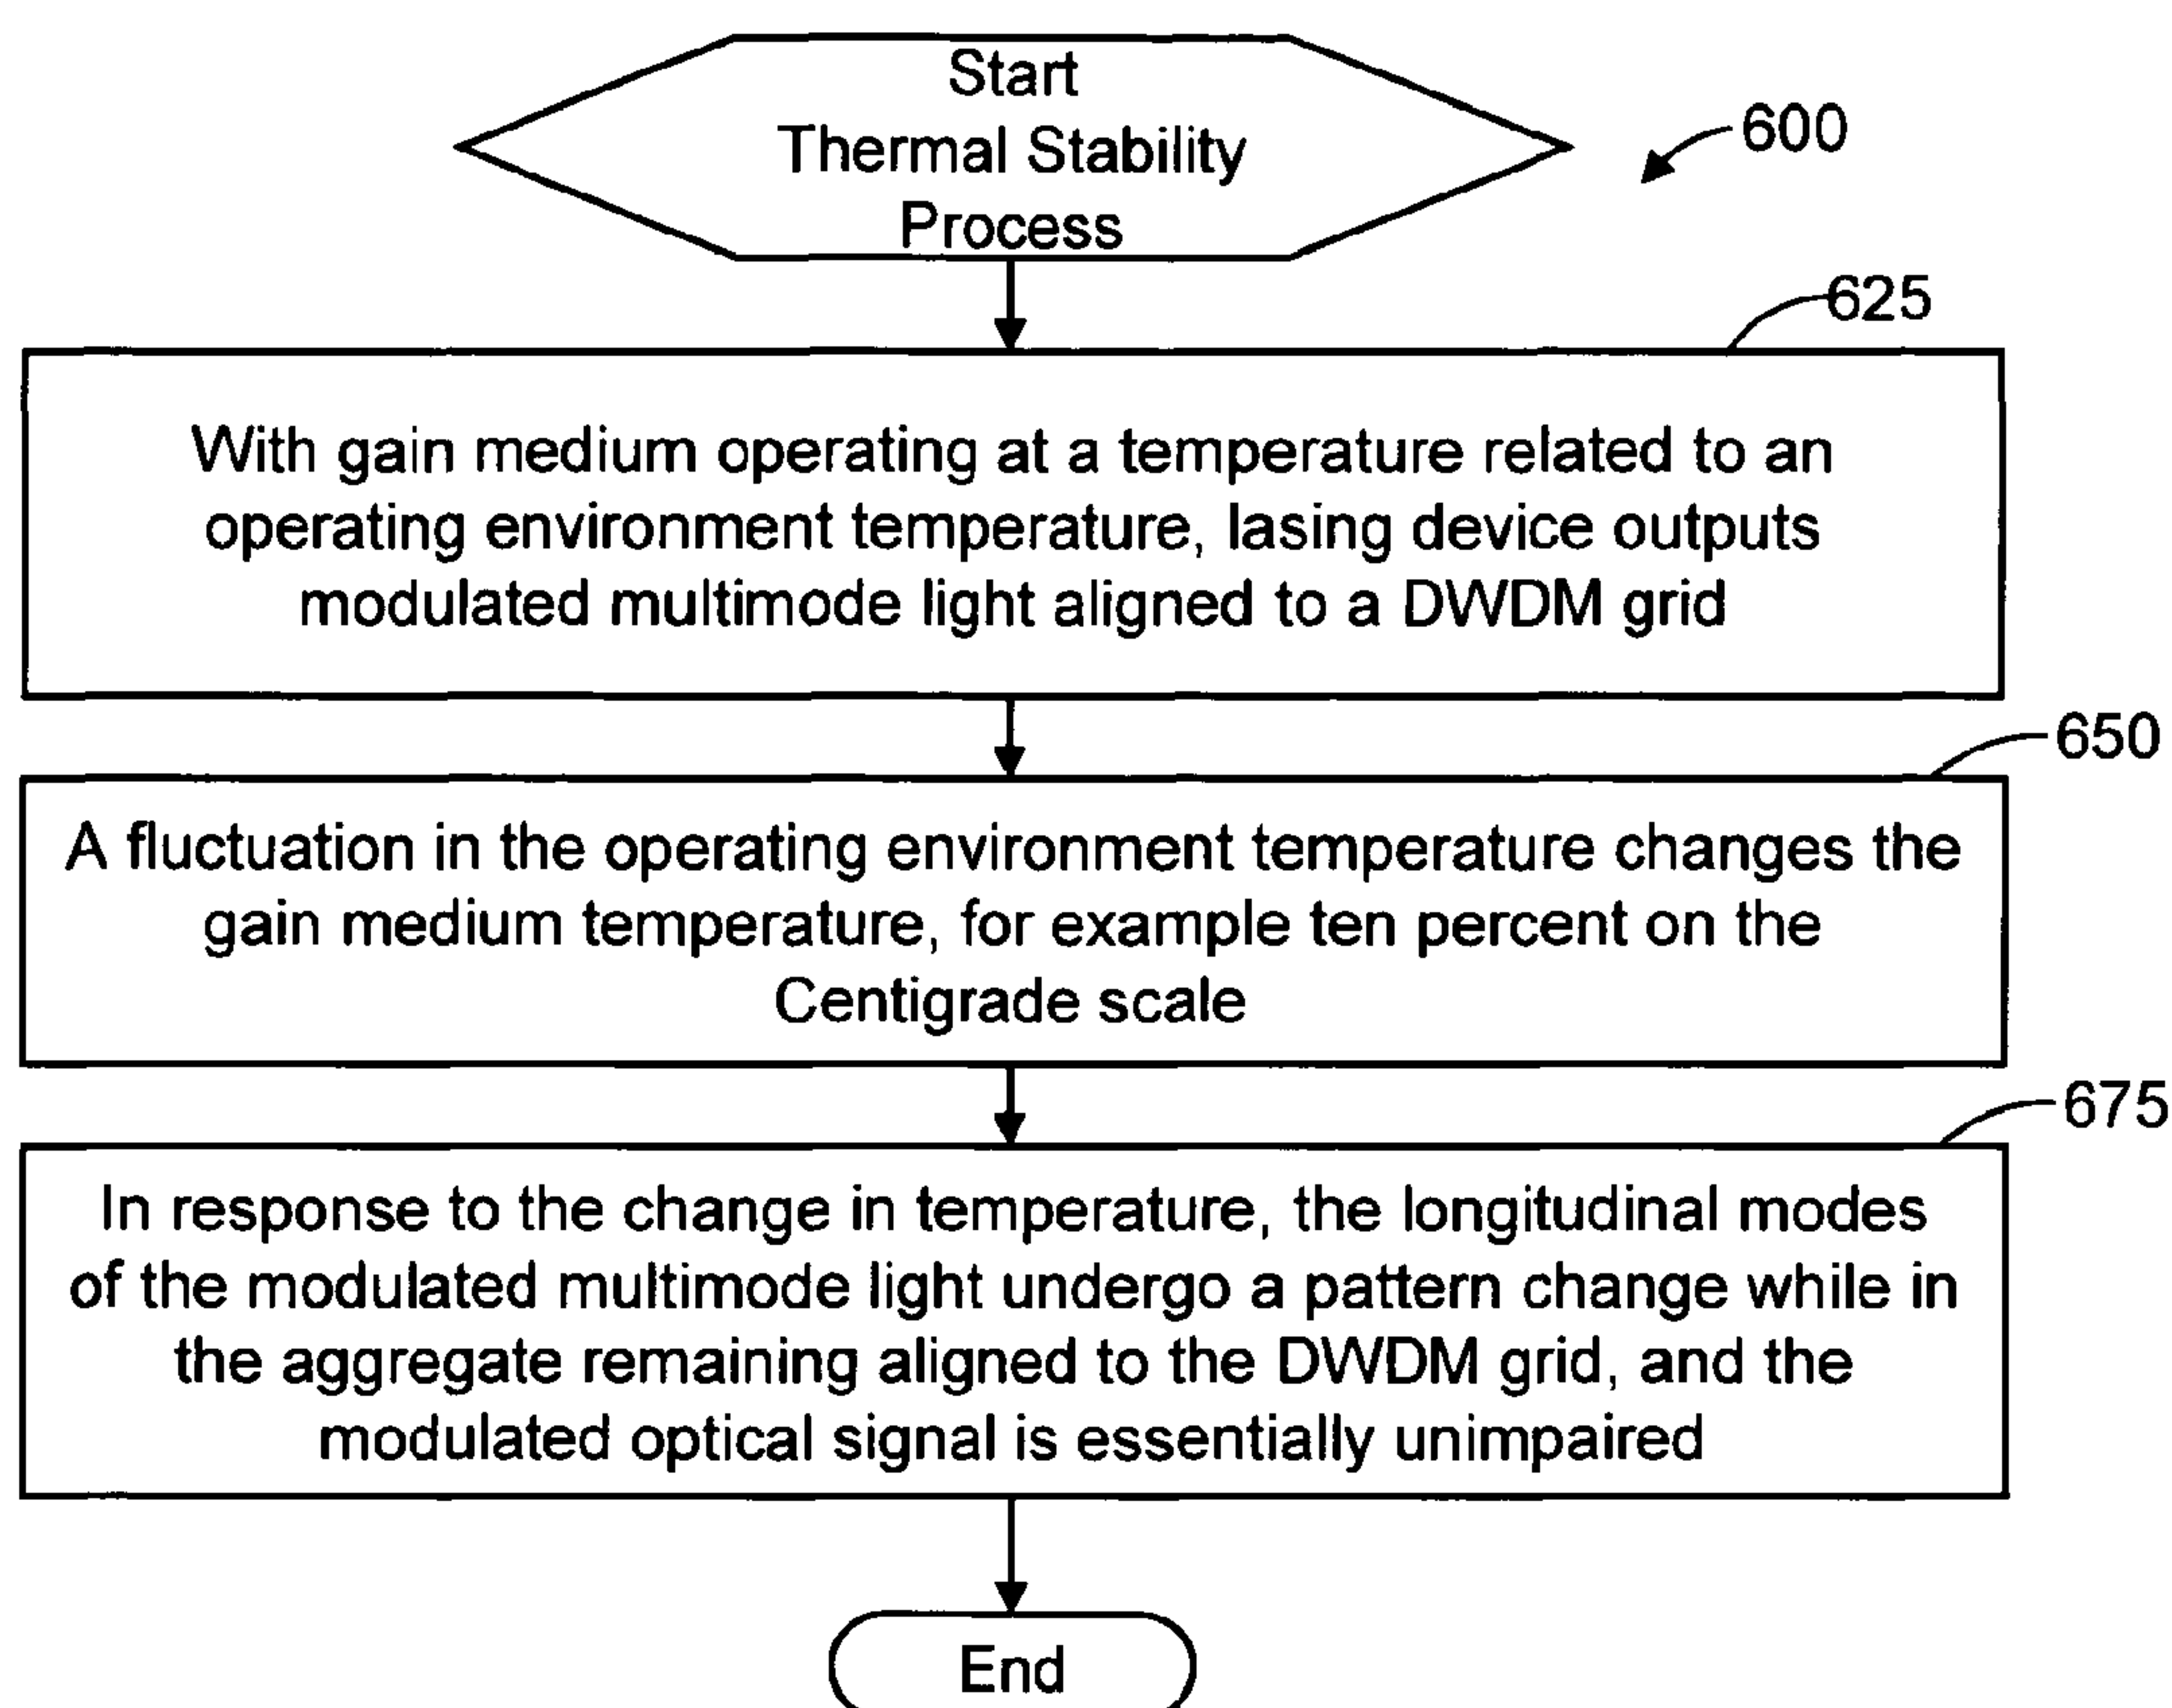 Start
Thermal Stability
Process
600
625
With gain medium operating at a temperature related to an
operating environment temperature, lasing device outputs
modulated multimode light aligned to a DWDM grid
650
A fluctuation in the operating environment temperature changes the
gain medium temperature, for example ten percent on the
Centigrade scale
675
In response to the change in temperature, the longitudinal modes
of the modulated multimode light undergo a pattern change while in
the aggregate remaining aligned to the DWDM grid, and the
modulated optical signal is essentially unimpaired
End